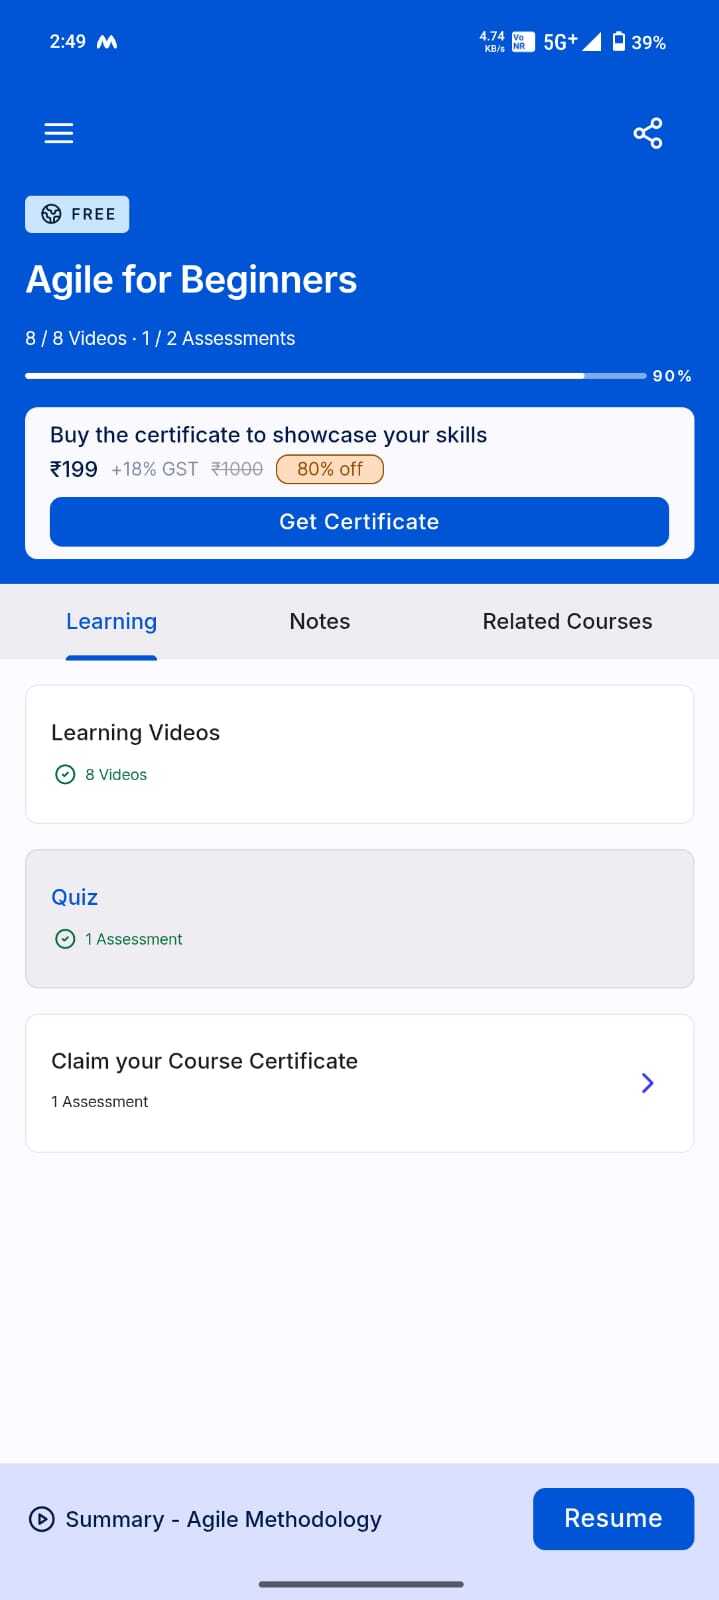 2:49
4.74 KB/s Vo NR 5G+ 39%
FREE
Agile for Beginners
8 / 8 Videos · 1 / 2 Assessments
90%
Buy the certificate to showcase your skills
₹199 +18% GST ₹1000 80% off
Get Certificate
Learning Notes Related Courses
Learning Videos
8 Videos
Quiz
1 Assessment
Claim your Course Certificate
1 Assessment
Summary - Agile Methodology
Resume